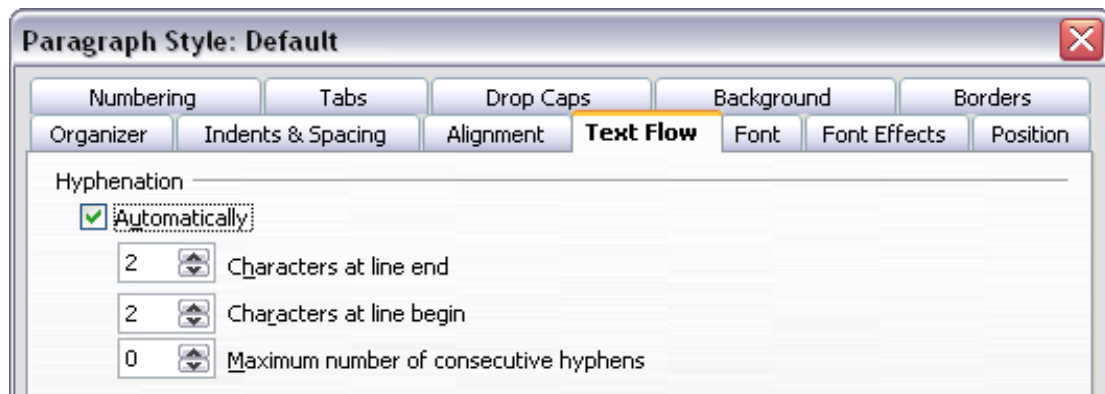 Paragraph Style: Default
Numbering Tabs Drop Caps Background Borders
Organizer Indents & Spacing Alignment Text Flow Font Font Effects Position
Hyphenation
Automatically
2 Characters at line end
2 Characters at line begin
0 Maximum number of consecutive hyphens